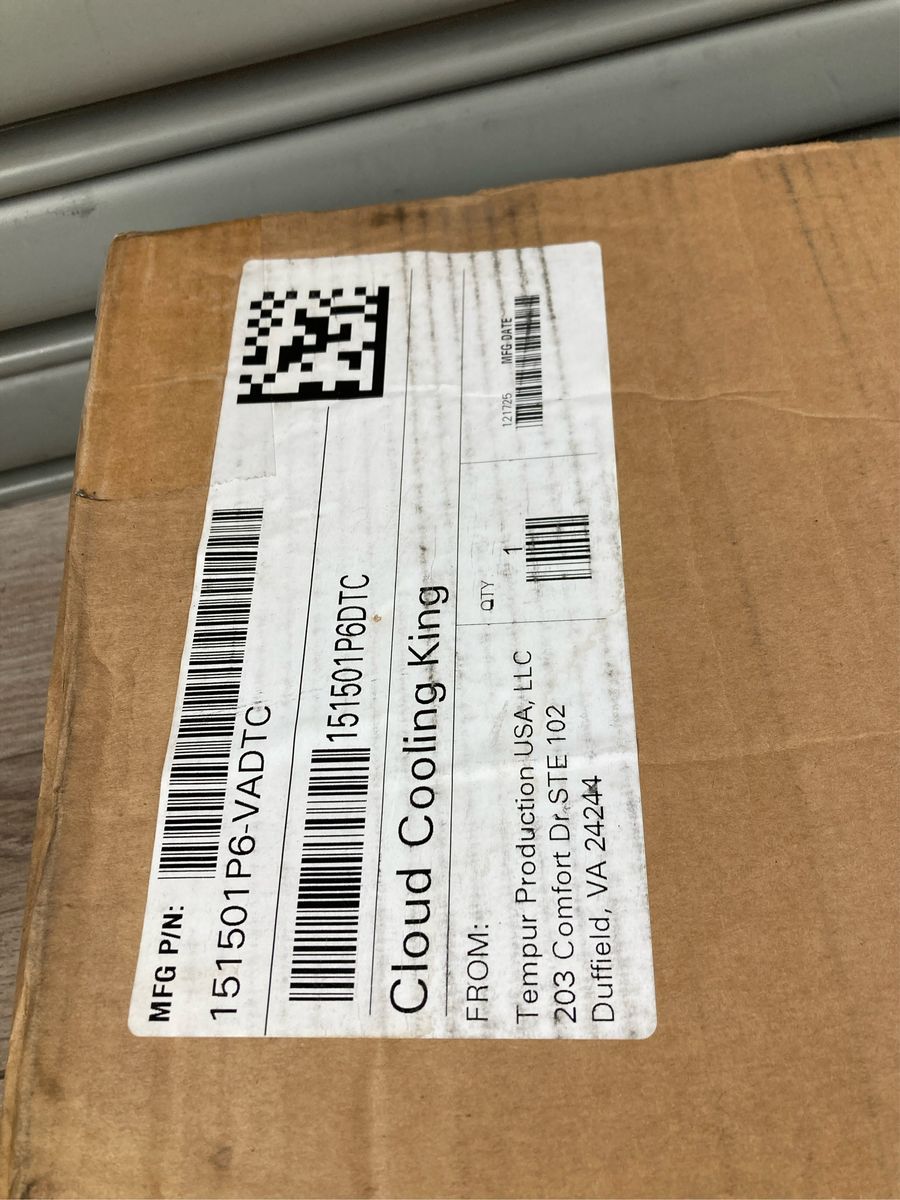 MFG P/N:
151501P6-VADTC
151501P6DTC
Cloud Cooling King
FROM:
Tempur Production USA, LLC
203 Comfort Dr.STE 102
Duffield, VA 24244
QTY
1
121725
MFG-DATE